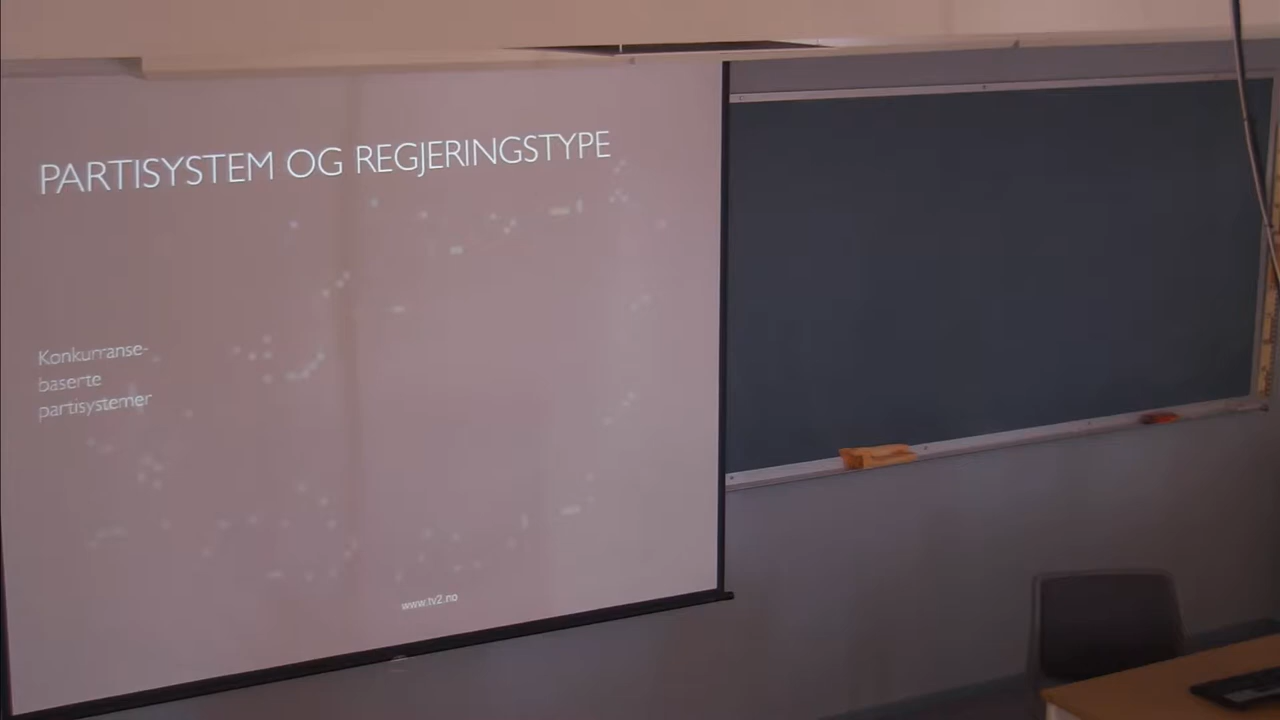 PARTISYSTEM OG REGJERINGSTYPE
Konkurranse-
baserte
partisystemer
www.tv2.no